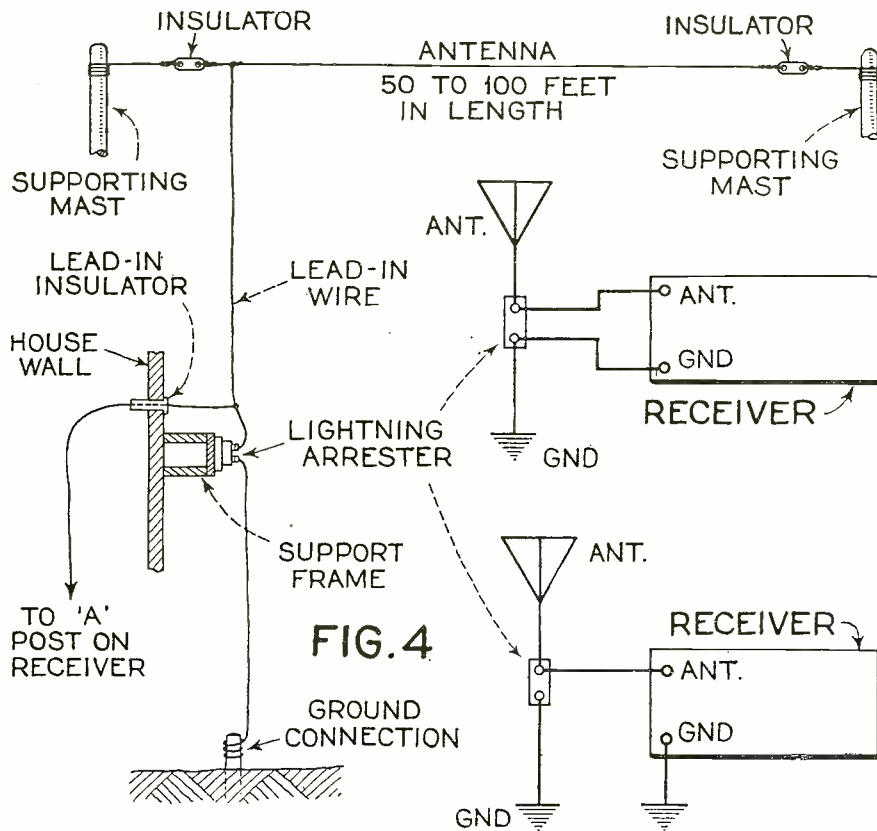 INSULATOR
INSULATOR
ANTENNA
50 TO 100 FEET
IN LENGTH
SUPPORTING
MAST
SUPPORTING
MAST
ANT.
LEAD-IN
INSULATOR
LEAD-IN
WIRE
HOUSE
WALL
ANT.
GND
RECEIVER
LIGHTNING
ARRESTER
GND
SUPPORT
FRAME
ANT.
TO 'A'
POST ON
RECEIVER
FIG. 4
RECEIVER
ANT.
GND
GROUND
CONNECTION
GND